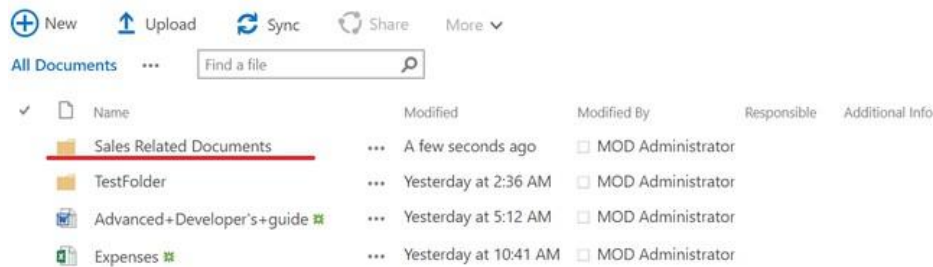 New Upload Sync Share More
All Documents ... Find a file
Name Modified Modified By Responsible Additional Info
Sales Related Documents ... A few seconds ago MOD Administrator
TestFolder ... Yesterday at 2:36 AM MOD Administrator
Advanced+Developer's+guide ... Yesterday at 5:12 AM MOD Administrator
Expenses ... Yesterday at 10:41 AM MOD Administrator